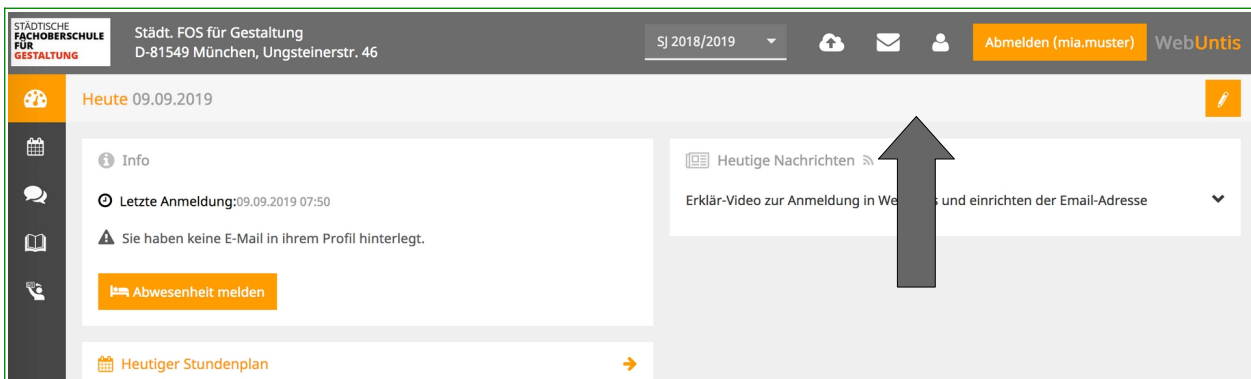 STÄDTISCHE
FACHOBERSCHULE
FÜR
GESTALTUNG
Städt. FOS für Gestaltung
D-81549 München, Ungsteinerstr. 46
SJ 2018/2019
Abmelden (mia.muster)
WebUntis
Heute 09.09.2019
Info
Letzte Anmeldung:09.09.2019 07:50
Sie haben keine E-Mail in ihrem Profil hinterlegt.
Abwesenheit melden
Heutiger Stundenplan
Heutige Nachrichten
Erklär-Video zur Anmeldung in und einrichten der Email-Adresse